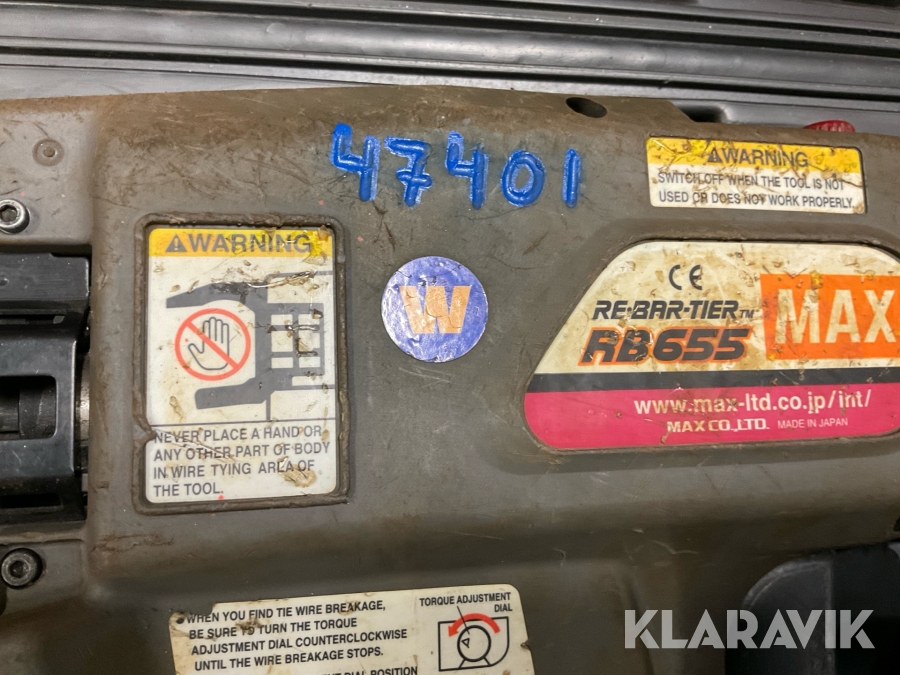 47401
WARNING
SWITCH OFF WHEN THE TOOL IS NOT
USED OR DOES NOT WORK PROPERLY.
WARNING
NEVER PLACE A HAND OR
ANY OTHER PART OF BODY
IN WIRE TYING AREA OF
THE TOOL.
W
CE
RE-BAR-TIER™
RB655
MAX
www.max-ltd.co.jp/int/
MAX CO.,LTD. MADE IN JAPAN
WHEN YOU FIND TIE WIRE BREAKAGE,
BE SURE TO TURN THE TORQUE
ADJUSTMENT DIAL COUNTERCLOCKWISE
UNTIL THE WIRE BREAKAGE STOPS.
DIAL POSITION
TORQUE ADJUSTMENT
DIAL
KLARAVIK